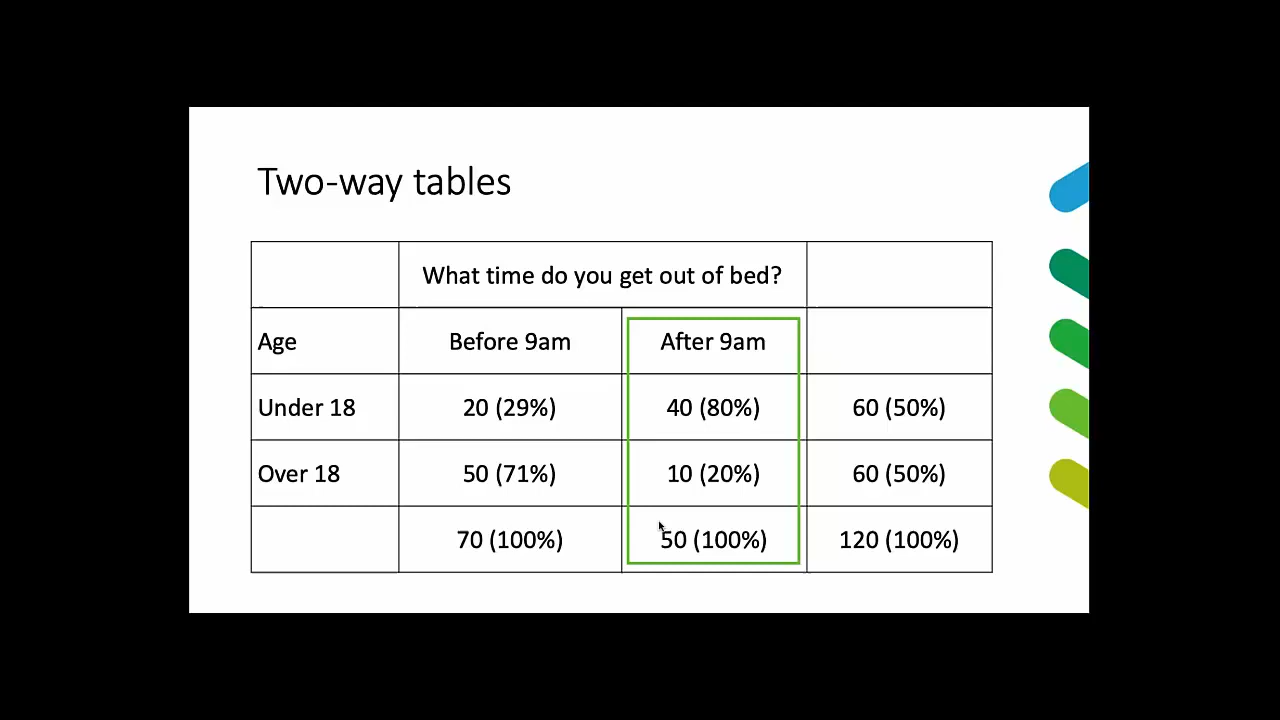 Two-way tables
What time do you get out of bed?
Age Before 9am After 9am
Under 18 20 (29%) 40 (80%) 60 (50%)
Over 18 50 (71%) 10 (20%) 60 (50%)
70 (100%) 50 (100%) 120 (100%)